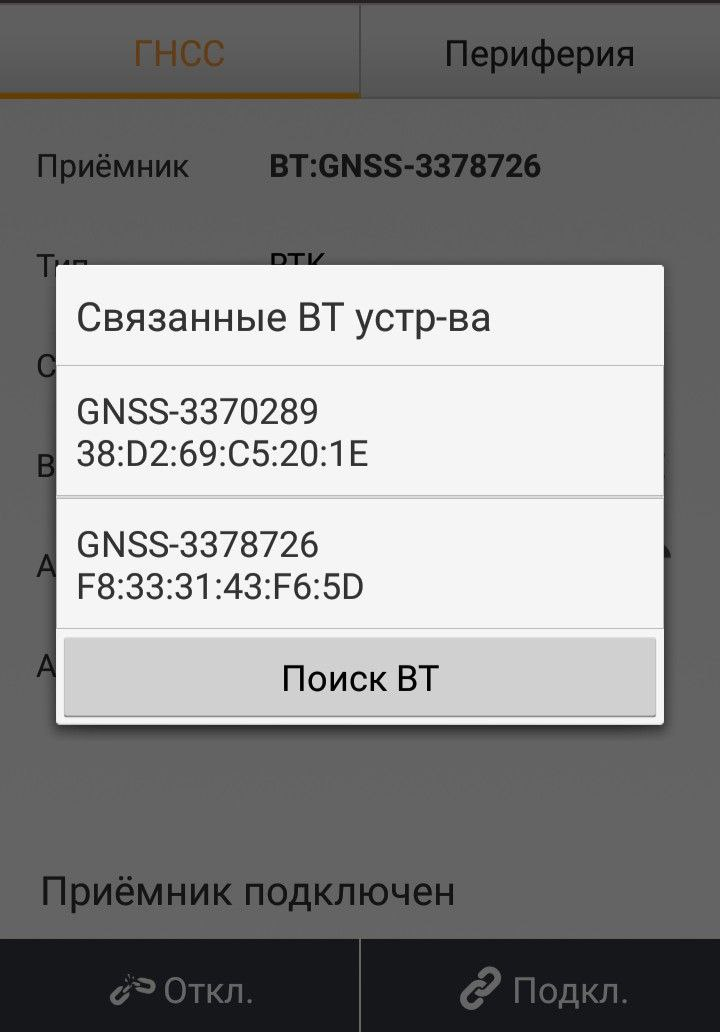 ГНСС
Периферия
Приёмник
BT:GNSS-3378726
Связанные BT устр-ва
GNSS-3370289
38:D2:69:C5:20:1E
GNSS-3378726
F8:33:31:43:F6:5D
Поиск BT
Приёмник подключен
Откл.
Подкл.